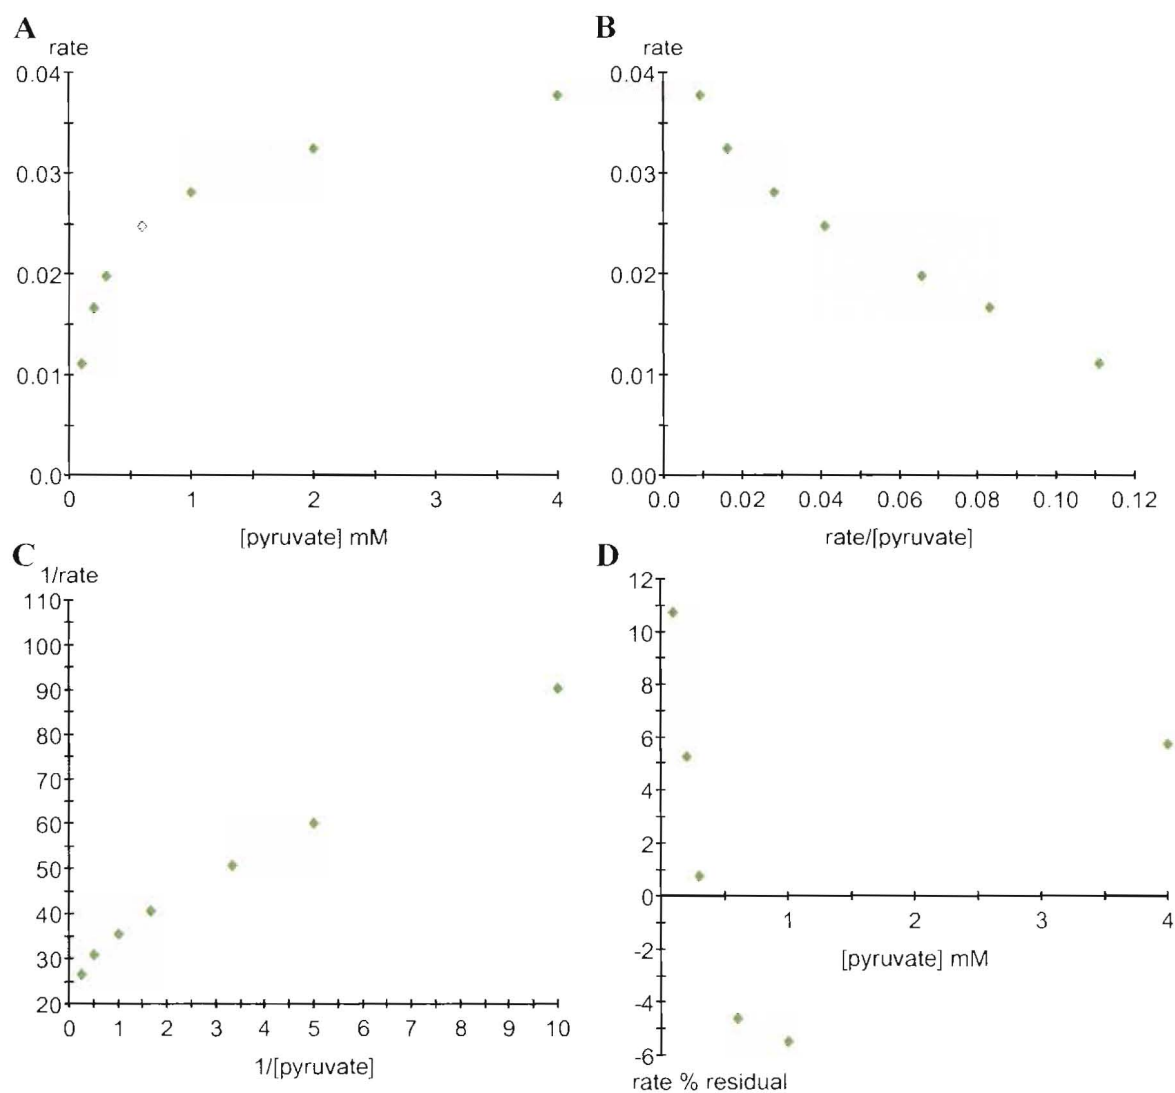 A
rate
0.04
0.03
0.02
0.01
0.0
0 1 2 3 4
[pyruvate] mM
B
rate
0.04
0.03
0.02
0.01
0.00
0.0 0.02 0.04 0.06 0.08 0.10 0.12
rate/[pyruvate]
C
1/rate
110
100
90
80
70
60
50
40
30
20
0 1 2 3 4 5 6 7 8 9 10
1/[pyruvate]
D
12
10
8
6
4
2
0
1 2 3 4
[pyruvate] mM
-2
-4
-6
rate % residual